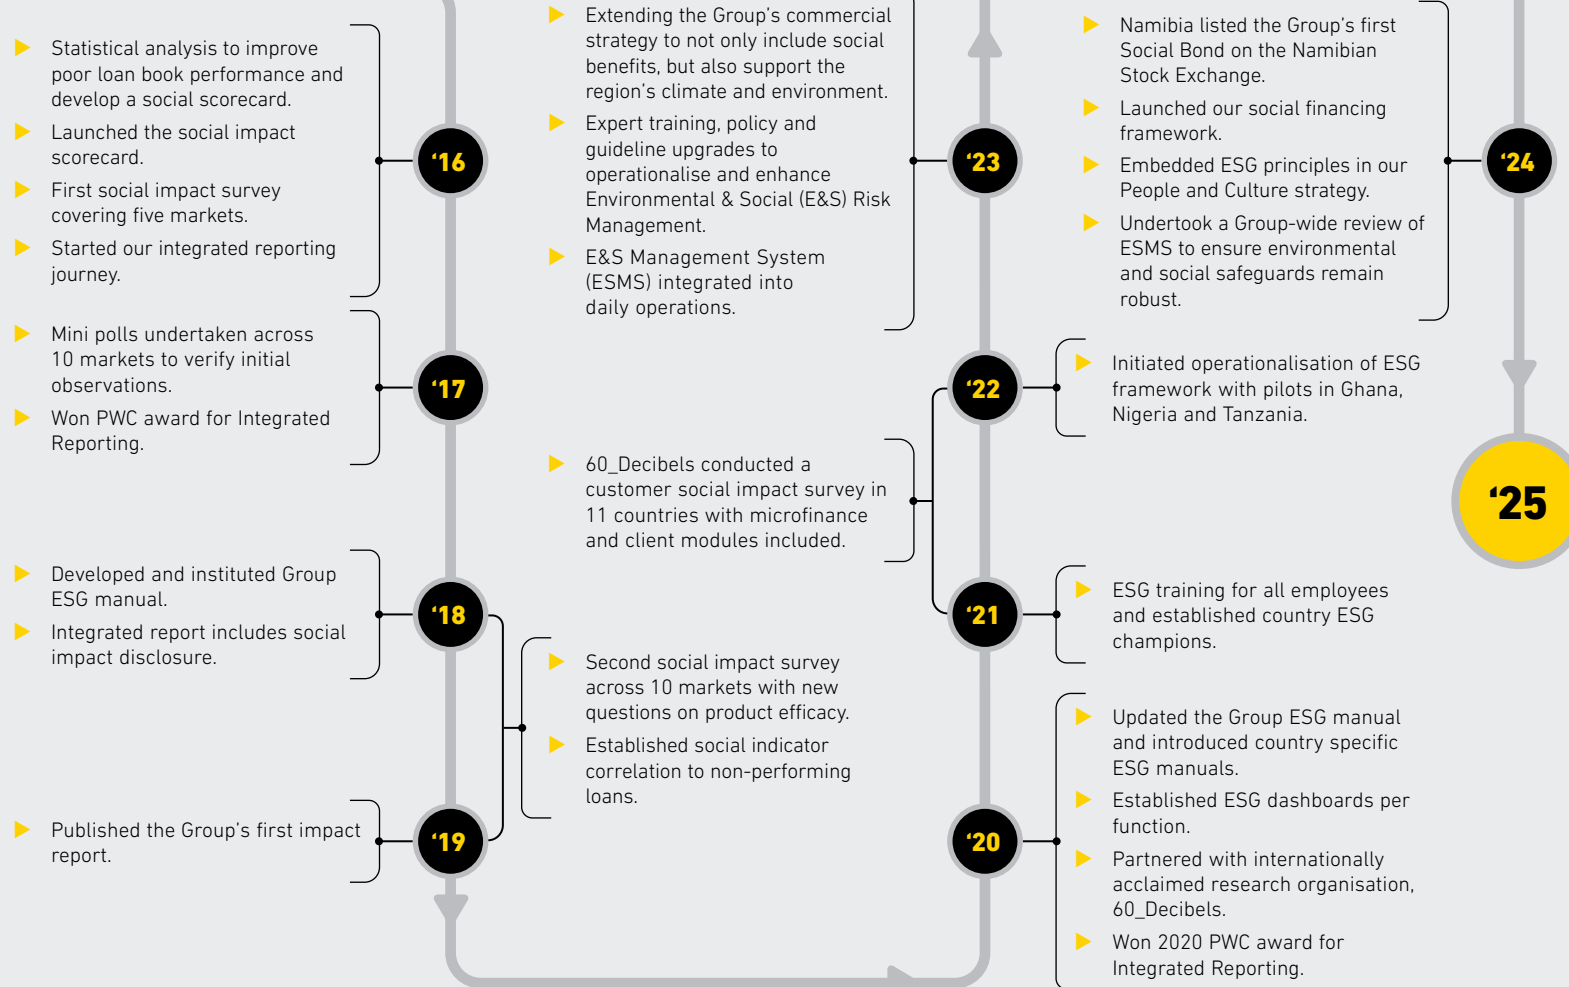 Statistical analysis to improve
poor loan book performance and
develop a social scorecard.
Launched the social impact
scorecard.
First social impact survey
covering five markets.
Started our integrated reporting
journey.
‘16
Mini polls undertaken across
10 markets to verify initial
observations.
Won PWC award for Integrated
Reporting.
‘17
Developed and instituted Group
ESG manual.
Integrated report includes social
impact disclosure.
‘18
Second social impact survey
across 10 markets with new
questions on product efficacy.
Established social indicator
correlation to non-performing
loans.
Published the Group’s first impact
report.
‘19
‘20
Updated the Group ESG manual
and introduced country specific
ESG manuals.
Established ESG dashboards per
function.
Partnered with internationally
acclaimed research organisation,
60_Decibels.
Won 2020 PWC award for
Integrated Reporting.
‘21
ESG training for all employees
and established country ESG
champions.
60_Decibels conducted a
customer social impact survey in
11 countries with microfinance
and client modules included.
‘22
Initiated operationalisation of ESG
framework with pilots in Ghana,
Nigeria and Tanzania.
Extending the Group’s commercial
strategy to not only include social
benefits, but also support the
region’s climate and environment.
Expert training, policy and
guideline upgrades to
operationalise and enhance
Environmental & Social (E&S) Risk
Management.
E&S Management System
(ESMS) integrated into
daily operations.
‘23
Namibia listed the Group’s first
Social Bond on the Namibian
Stock Exchange.
Launched our social financing
framework.
Embedded ESG principles in our
People and Culture strategy.
Undertook a Group-wide review of
ESMS to ensure environmental
and social safeguards remain
robust.
‘24
‘25